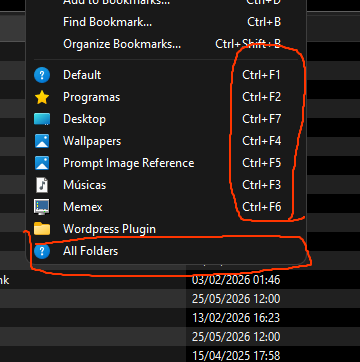 Add to Bookmarks... Ctrl+D
Find Bookmark... Ctrl+B
Organize Bookmarks... Ctrl+Shift+B
Default Ctrl+F1
Programas Ctrl+F2
Desktop Ctrl+F7
Wallpapers Ctrl+F4
Prompt Image Reference Ctrl+F5
Músicas Ctrl+F3
Memex Ctrl+F6
Wordpress Plugin
All Folders
nk 03/02/2026 01:46
25/05/2026 12:00
13/02/2026 16:23
25/05/2026 12:00
15/04/2025 17:58